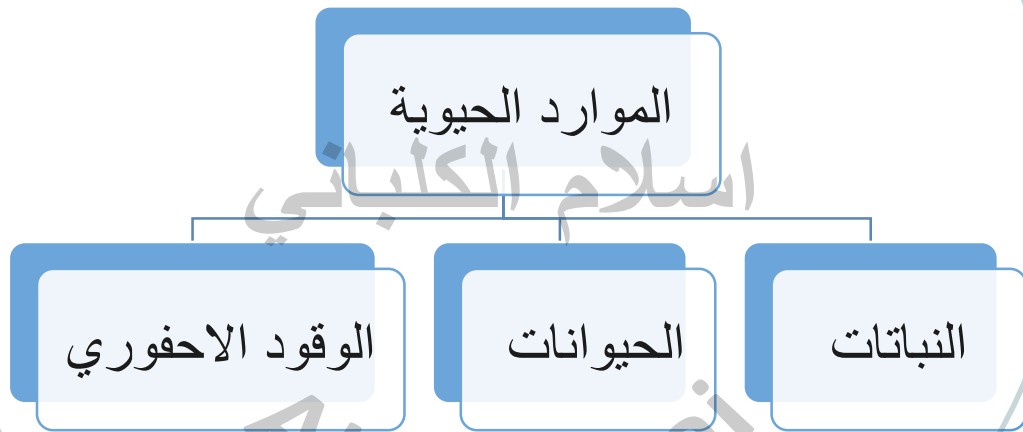 الموارد الحيوية
اسلام الكلباني
النباتات
الحيوانات
الوقود الاحفوري